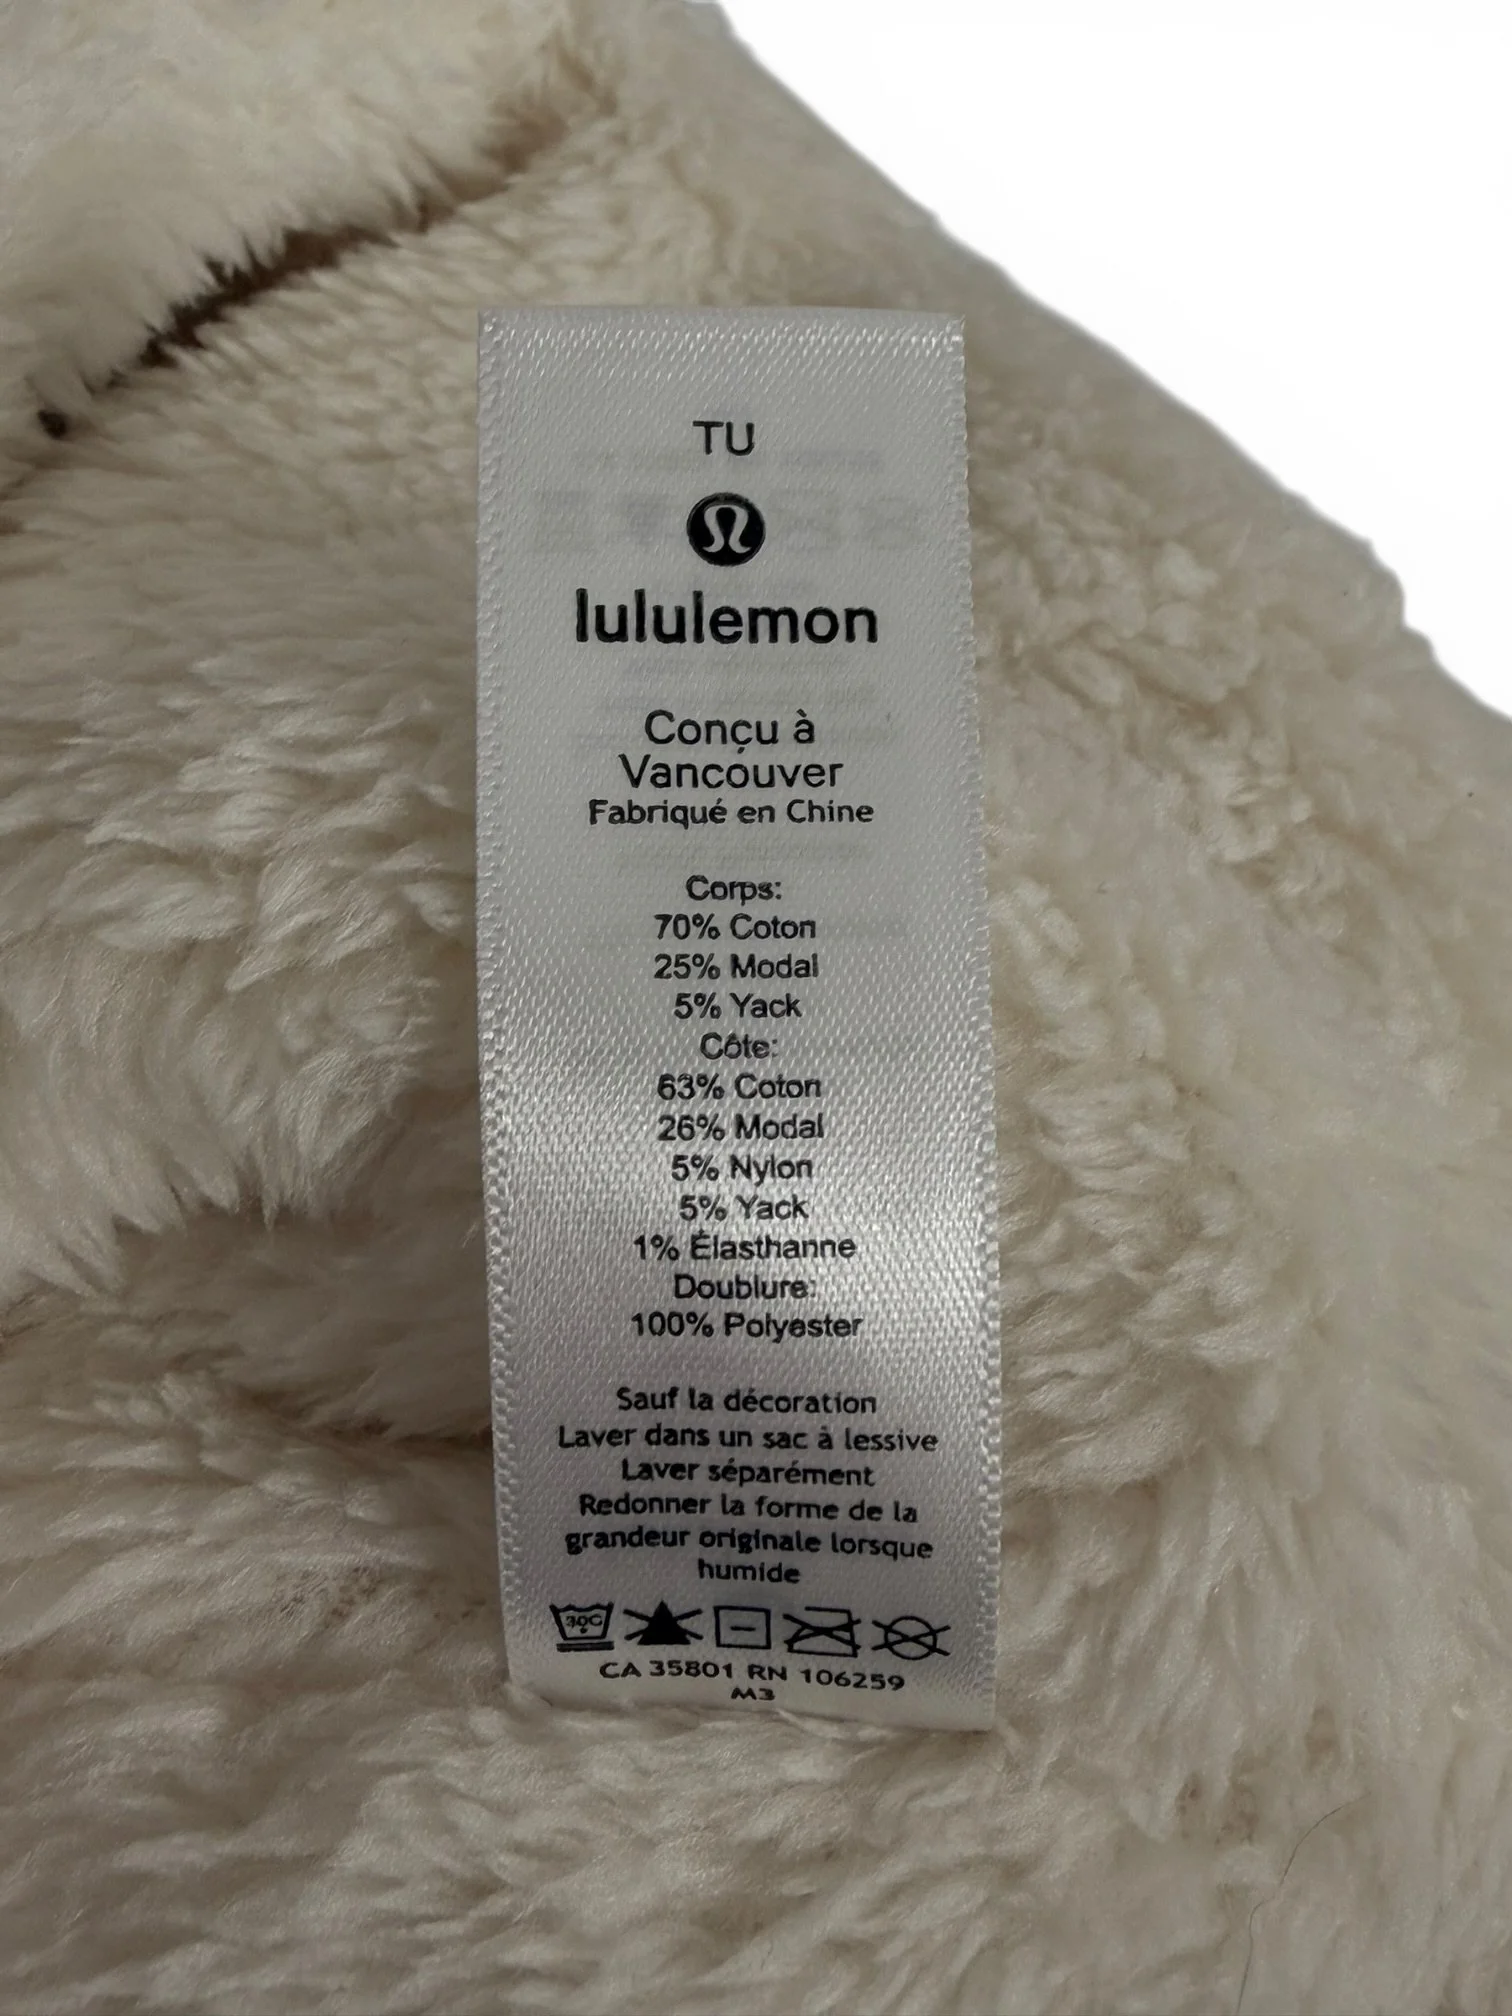 TU
lululemon
Conçu à
Vancouver
Fabriqué en Chine
Corps:
70% Coton
25% Modal
5% Yack
Côte:
63% Coton
26% Modal
5% Nylon
5% Yack
1% Élasthanne
Doublure:
100% Polyester
Sauf la décoration
Laver dans un sac à lessive
Laver séparément
Redonner la forme de la
grandeur originale lorsque
humide
30C
CA 35801 RN 106259
M3